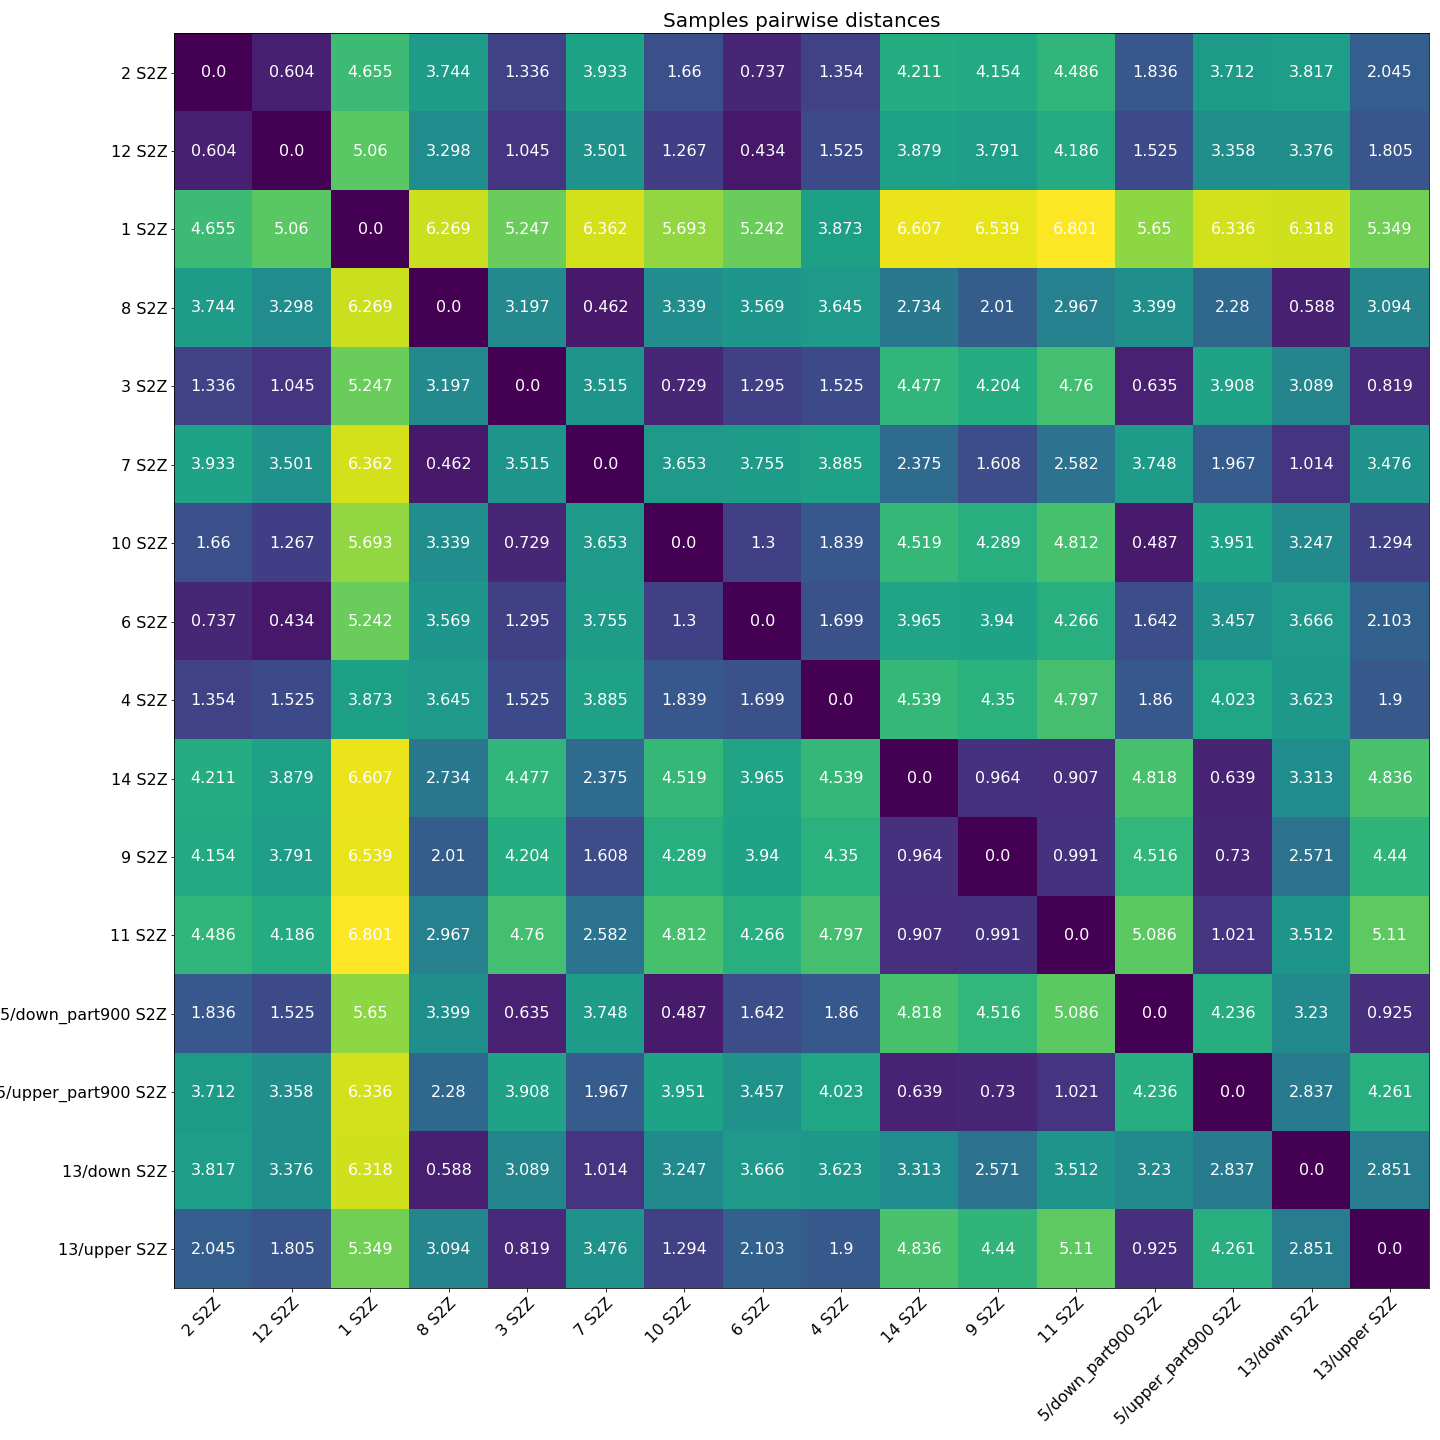 Samples pairwise distances
2 S2Z 0.0 0.604 4.655 3.744 1.336 3.933 1.66 0.737 1.354 4.211 4.154 4.486 1.836 3.712 3.817 2.045
12 S2Z 0.604 0.0 5.06 3.298 1.045 3.501 1.267 0.434 1.525 3.879 3.791 4.186 1.525 3.358 3.376 1.805
1 S2Z 4.655 5.06 0.0 6.269 5.247 6.362 5.693 5.242 3.873 6.607 6.539 6.801 5.65 6.336 6.318 5.349
8 S2Z 3.744 3.298 6.269 0.0 3.197 0.462 3.339 3.569 3.645 2.734 2.01 2.967 3.399 2.28 0.588 3.094
3 S2Z 1.336 1.045 5.247 3.197 0.0 3.515 0.729 1.295 1.525 4.477 4.204 4.76 0.635 3.908 3.089 0.819
7 S2Z 3.933 3.501 6.362 0.462 3.515 0.0 3.653 3.755 3.885 2.375 1.608 2.582 3.748 1.967 1.014 3.476
10 S2Z 1.66 1.267 5.693 3.339 0.729 3.653 0.0 1.3 1.839 4.519 4.289 4.812 0.487 3.951 3.247 1.294
6 S2Z 0.737 0.434 5.242 3.569 1.295 3.755 1.3 0.0 1.699 3.965 3.94 4.266 1.642 3.457 3.666 2.103
4 S2Z 1.354 1.525 3.873 3.645 1.525 3.885 1.839 1.699 0.0 4.539 4.35 4.797 1.86 4.023 3.623 1.9
14 S2Z 4.211 3.879 6.607 2.734 4.477 2.375 4.519 3.965 4.539 0.0 0.964 0.907 4.818 0.639 3.313 4.836
9 S2Z 4.154 3.791 6.539 2.01 4.204 1.608 4.289 3.94 4.35 0.964 0.0 0.991 4.516 0.73 2.571 4.44
11 S2Z 4.486 4.186 6.801 2.967 4.76 2.582 4.812 4.266 4.797 0.907 0.991 0.0 5.086 1.021 3.512 5.11
5/down_part900 S2Z 1.836 1.525 5.65 3.399 0.635 3.748 0.487 1.642 1.86 4.818 4.516 5.086 0.0 4.236 3.23 0.925
5/upper_part900 S2Z 3.712 3.358 6.336 2.28 3.908 1.967 3.951 3.457 4.023 0.639 0.73 1.021 4.236 0.0 2.837 4.261
13/down S2Z 3.817 3.376 6.318 0.588 3.089 1.014 3.247 3.666 3.623 3.313 2.571 3.512 3.23 2.837 0.0 2.851
13/upper S2Z 2.045 1.805 5.349 3.094 0.819 3.476 1.294 2.103 1.9 4.836 4.44 5.11 0.925 4.261 2.851 0.0
2 S2Z 12 S2Z 1 S2Z 8 S2Z 3 S2Z 7 S2Z 10 S2Z 6 S2Z 4 S2Z 14 S2Z 9 S2Z 11 S2Z 5/down_part900 S2Z 5/upper_part900 S2Z 13/down S2Z 13/upper S2Z